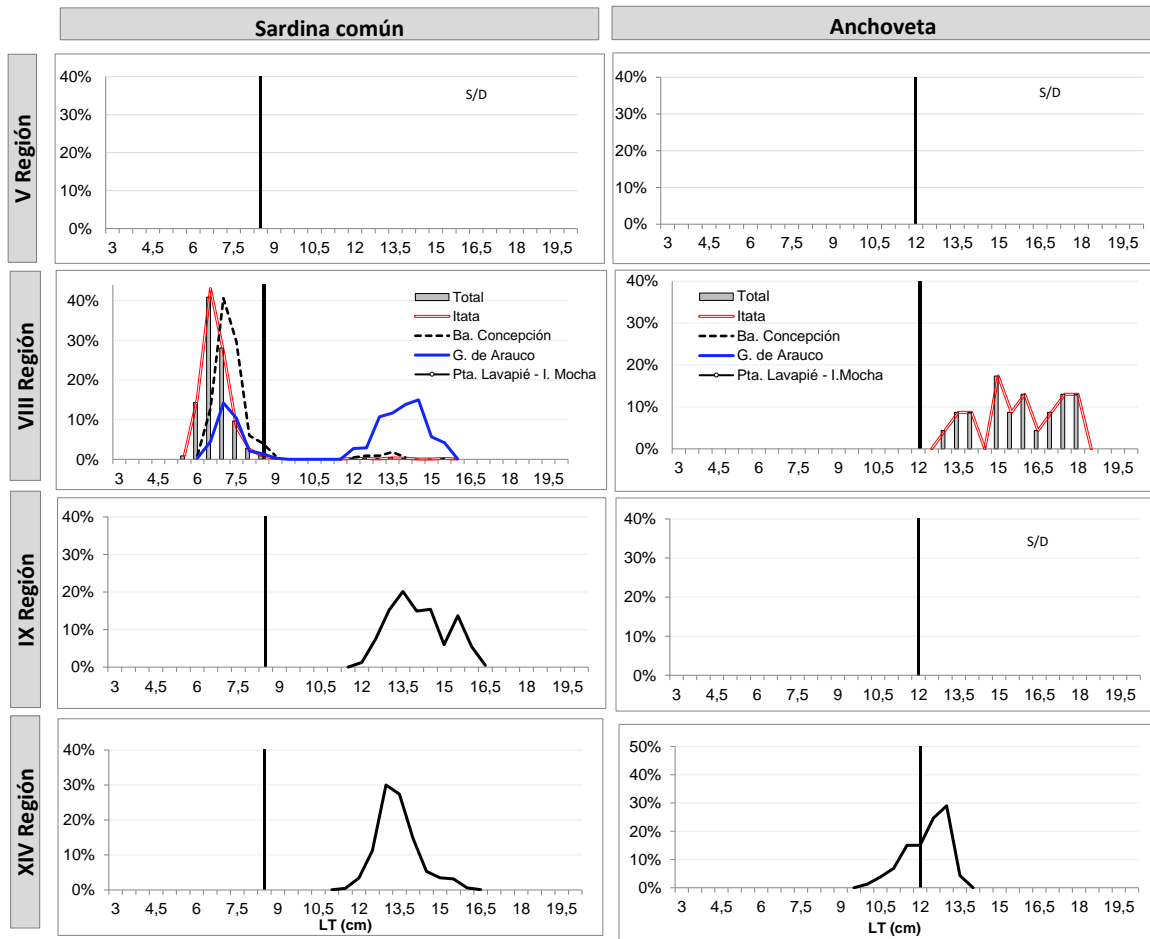 Sardina común
Anchoveta
V Región
40%
30%
20%
10%
0%
S/D
3 4,5 6 7,5 9 10,5 12 13,5 15 16,5 18 19,5
40%
30%
20%
10%
0%
S/D
3 4,5 6 7,5 9 10,5 12 13,5 15 16,5 18 19,5
VIII Región
40%
30%
20%
10%
0%
Total
Itata
Ba. Concepción
G. de Arauco
Pta. Lavapié - I. Mocha
3 4,5 6 7,5 9 10,5 12 13,5 15 16,5 18 19,5
40%
30%
20%
10%
0%
Total
Itata
Ba. Concepción
G. de Arauco
Pta. Lavapié - I.Mocha
3 4,5 6 7,5 9 10,5 12 13,5 15 16,5 18 19,5
IX Región
40%
30%
20%
10%
0%
3 4,5 6 7,5 9 10,5 12 13,5 15 16,5 18 19,5
40%
30%
20%
10%
0%
S/D
3 4,5 6 7,5 9 10,5 12 13,5 15 16,5 18 19,5
XIV Región
40%
30%
20%
10%
0%
3 4,5 6 7,5 9 10,5 12 13,5 15 16,5 18 19,5
LT (cm)
50%
40%
30%
20%
10%
0%
3 4,5 6 7,5 9 10,5 12 13,5 15 16,5 18 19,5
LT (cm)